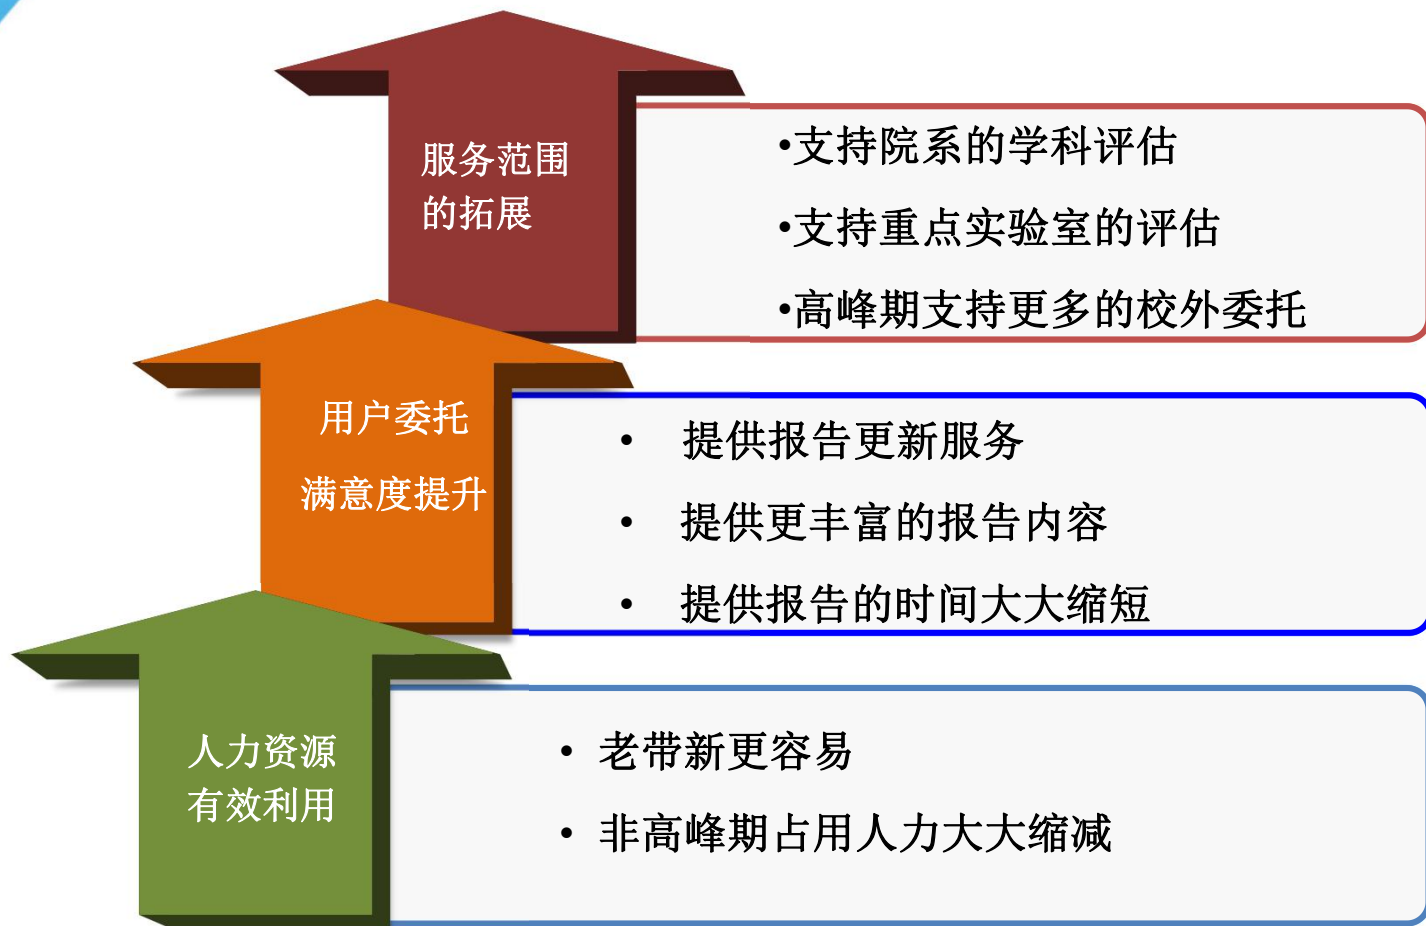 服务范围
的拓展
•支持院系的学科评估
•支持重点实验室的评估
•高峰期支持更多的校外委托
用户委托
满意度提升
• 提供报告更新服务
• 提供更丰富的报告内容
• 提供报告的时间大大缩短
人力资源
有效利用
• 老带新更容易
• 非高峰期占用人力大大缩减